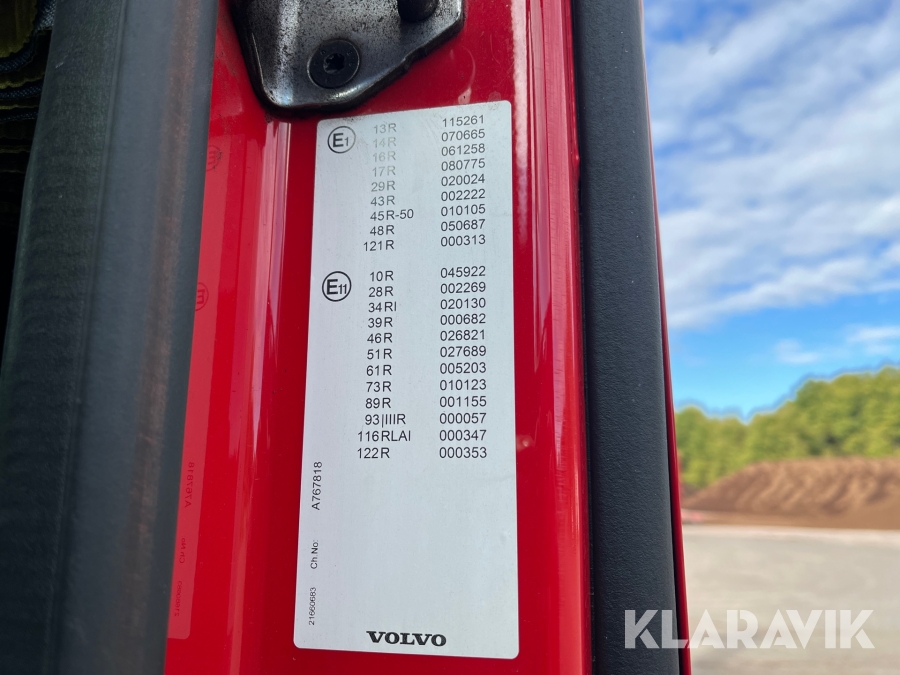 KLARAVIK
E1
13R 115261
14R 070665
16R 061258
17R 080775
29R 020024
43R 002222
45R-50 010105
48R 050687
121R 000313
E11
10R 045922
28R 002269
34RI 020130
39R 000682
46R 026821
51R 027689
61R 005203
73R 010123
89R 001155
93|IIIR 000057
116RLAI 000347
122R 000353
Ch.No: A767818
21660683
VOLVO
KLARAVIK